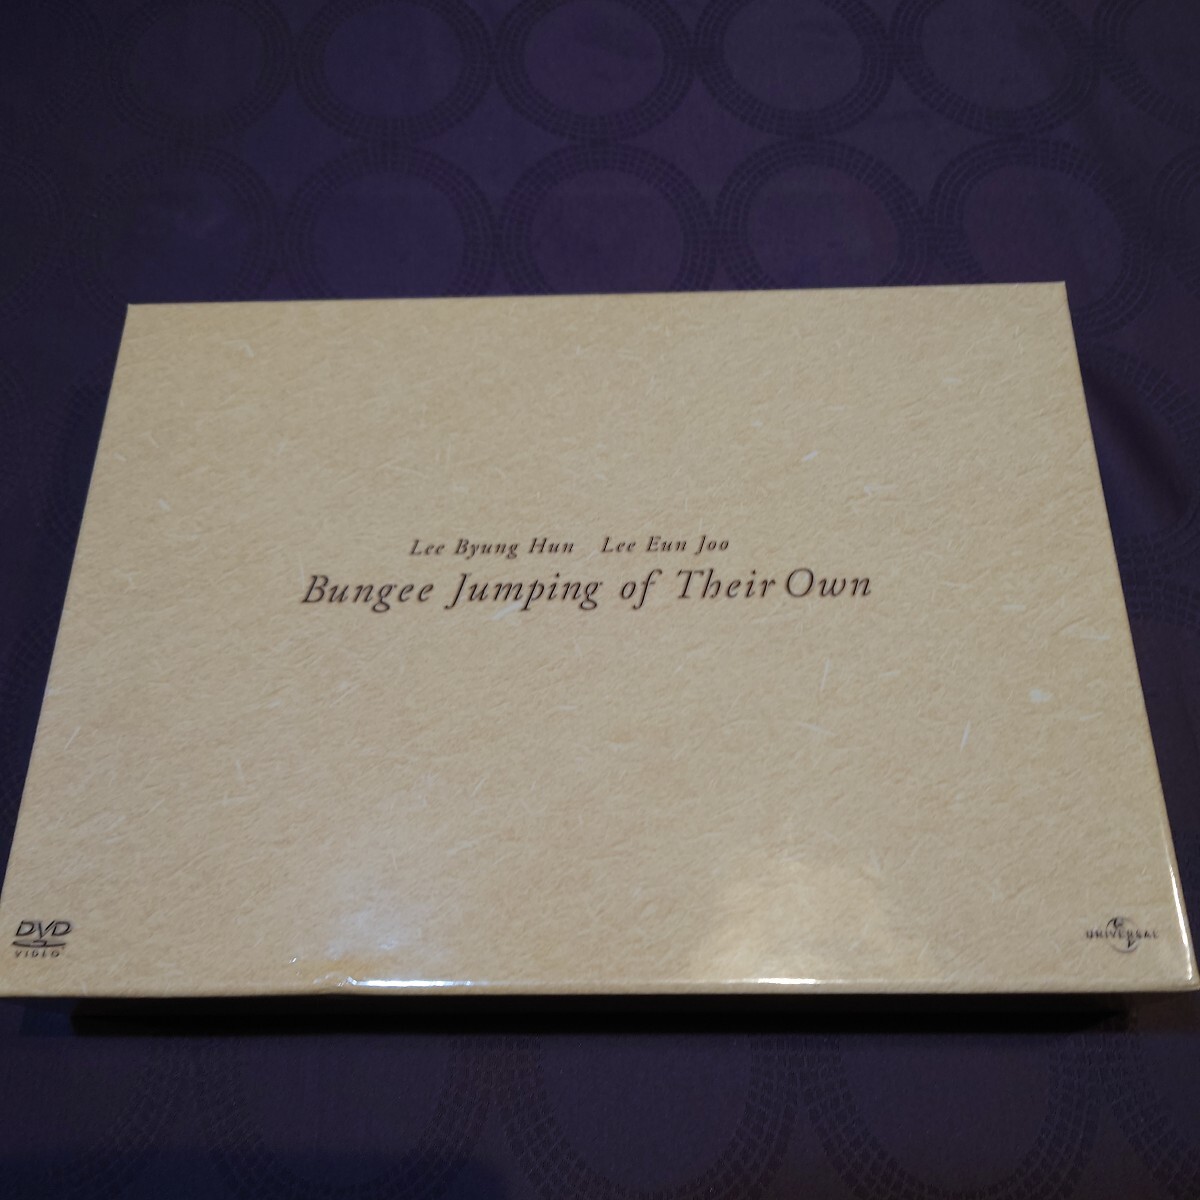 Lee Byung Hun Lee Eun Joo
Bungee Jumping of Their Own
DVD
VIDEO
UNIVERSAL